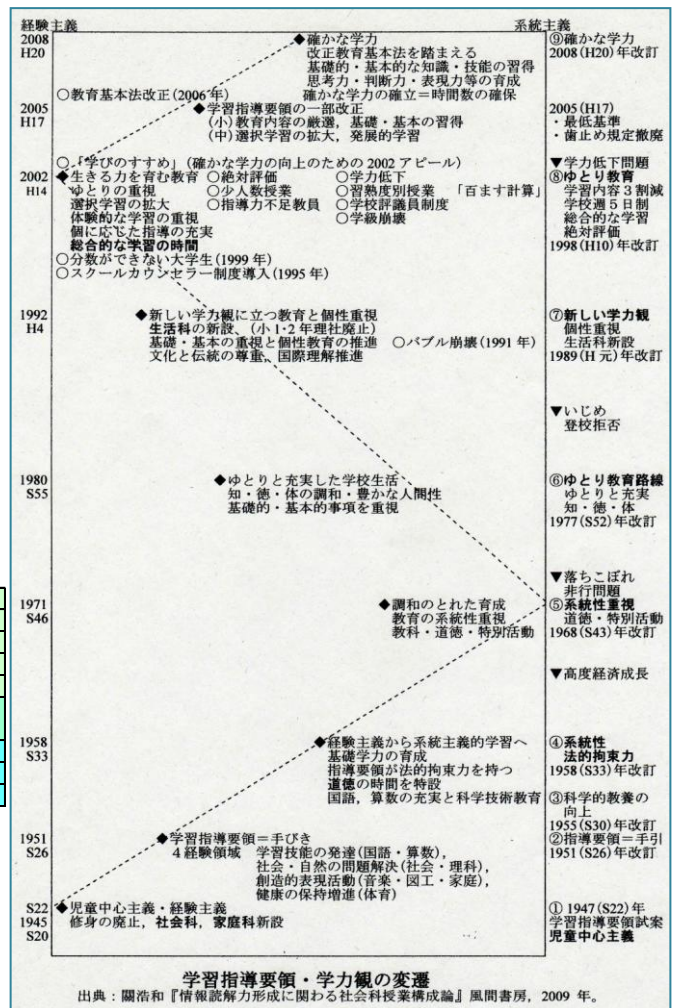 経験主義 系統主義
2008
H20
◆確かな学力
改正教育基本法を踏まえる
基礎的・基本的な知識・技能の習得
思考力・判断力・表現力等の育成
○教育基本法改正(2006年) 確かな学力の確立＝時間数の確保
⑨確かな学力
2008(H20)年改訂
2005
H17
◆学習指導要領の一部改正
(小)教育内容の厳選，基礎・基本の習得
(中)選択学習の拡大，発展的学習
2005(H17)
・最低基準
・歯止め規定撤廃
○「学びのすすめ」(確かな学力の向上のための2002アピール)
▼学力低下問題
2002
H14
◆生きる力を育む教育 ○絶対評価 ○学力低下
ゆとりの重視 ○少人数授業 ○習熟度別授業 「百ます計算」
選択学習の拡大 ○指導力不足教員 ○学校評議員制度
体験的な学習の重視 ○学級崩壊
個に応じた指導の充実
総合的な学習の時間
○分数ができない大学生(1999年)
○スクールカウンセラー制度導入(1995年)
⑧ゆとり教育
学習内容3割減
学校週5日制
総合的な学習
絶対評価
1998(H10)年改訂
1992
H4
◆新しい学力観に立つ教育と個性重視
生活科の新設、(小1・2年理社廃止)
基礎・基本の重視と個性教育の推進 ○バブル崩壊(1991年)
文化と伝統の尊重，国際理解推進
⑦新しい学力観
個性重視
生活科新設
1989(H元)年改訂
▼いじめ
登校拒否
1980
S55
◆ゆとりと充実した学校生活
知・徳・体の調和・豊かな人間性
基礎的・基本的事項を重視
⑥ゆとり教育路線
ゆとりと充実
知・徳・体
1977(S52)年改訂
▼落ちこぼれ
非行問題
1971
S46
◆調和のとれた育成
教育の系統性重視
教科・道徳・特別活動
⑤系統性重視
道徳・特別活動
1968(S43)年改訂
▼高度経済成長
1958
S33
◆経験主義から系統主義的学習へ
基礎学力の育成
指導要領が法的拘束力を持つ
道徳の時間を特設
国語，算数の充実と科学技術教育
④系統性
法的拘束力
1958(S33)年改訂
③科学的教養の
向上
1955(S30)年改訂
1951
S26
◆学習指導要領＝手びき
4経験領域 学習技能の発達(国語・算数)，
社会・自然の問題解決(社会・理科)，
創造的表現活動(音楽・図工・家庭)，
健康の保持増進(体育)
②指導要領＝手引
1951(S26)年改訂
S22
1945
S20
◆児童中心主義・経験主義
修身の廃止，社会科，家庭科新設
① 1947(S22)年
学習指導要領試案
児童中心主義
学習指導要領・学力観の変遷
出典：關浩和『情報読解力形成に関わる社会科授業構成論』風間書房，2009 年。